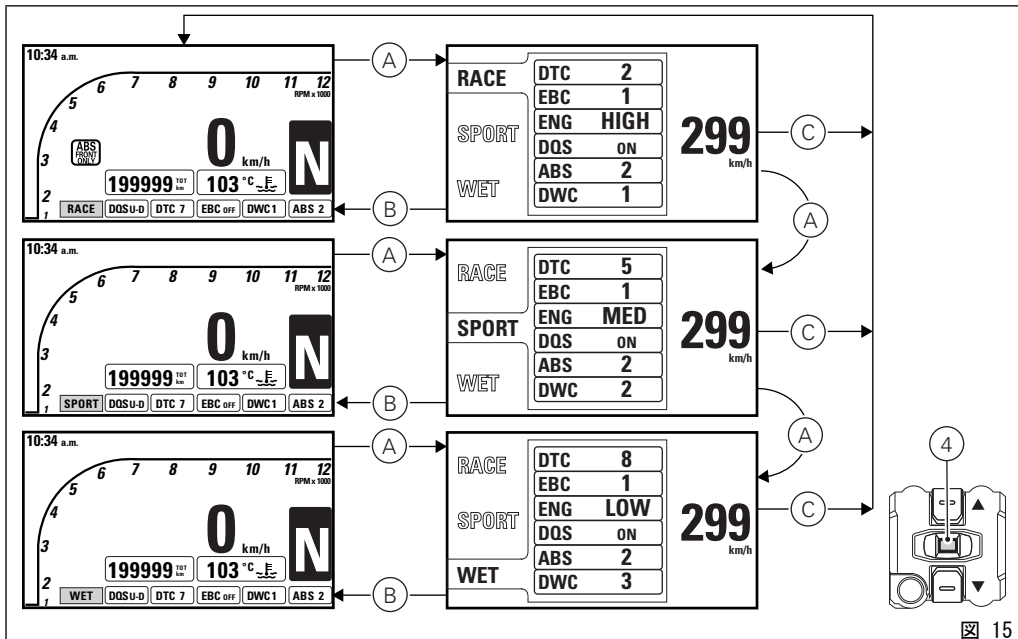 10:34 a.m.
1 2 3 4 5 6 7 8 9 10 11 12
RPM x 1000
ABS FRONT ONLY
0 km/h
N
199999 TOT km
103 °C
RACE DQS U-D DTC 7 EBC OFF DWC1 ABS 2
A
B
RACE
SPORT
WET
DTC 2
EBC 1
ENG HIGH
DQS ON
ABS 2
DWC 1
299 km/h
C
A
10:34 a.m.
1 2 3 4 5 6 7 8 9 10 11 12
RPM x 1000
0 km/h
N
199999 TOT km
103 °C
SPORT DQS U-D DTC 7 EBC OFF DWC1 ABS 2
A
B
RACE
SPORT
WET
DTC 5
EBC 1
ENG MED
DQS ON
ABS 2
DWC 2
299 km/h
C
A
10:34 a.m.
1 2 3 4 5 6 7 8 9 10 11 12
RPM x 1000
0 km/h
N
199999 TOT km
103 °C
WET DQS U-D DTC 7 EBC OFF DWC1 ABS 2
A
B
RACE
SPORT
WET
DTC 8
EBC 1
ENG LOW
DQS ON
ABS 2
DWC 3
299 km/h
C
4
図 15